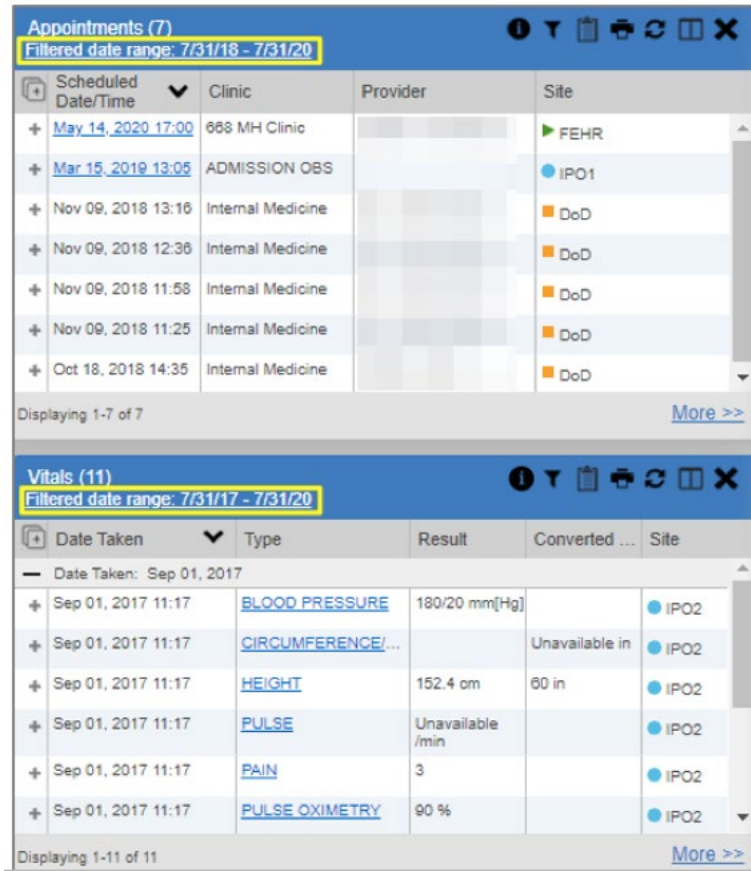 Appointments (7)
Filtered date range: 7/31/18 - 7/31/20
Scheduled Date/Time Clinic Provider Site
May 14, 2020 17:00 668 MH Clinic FEHR
Mar 15, 2019 13:05 ADMISSION OBS IPO1
Nov 09, 2018 13:16 Internal Medicine DoD
Nov 09, 2018 12:36 Internal Medicine DoD
Nov 09, 2018 11:58 Internal Medicine DoD
Nov 09, 2018 11:25 Internal Medicine DoD
Oct 18, 2018 14:35 Internal Medicine DoD
Displaying 1-7 of 7 More >>
Vitals (11)
Filtered date range: 7/31/17 - 7/31/20
Date Taken Type Result Converted ... Site
Date Taken: Sep 01, 2017
Sep 01, 2017 11:17 BLOOD PRESSURE 180/20 mm[Hg] IPO2
Sep 01, 2017 11:17 CIRCUMFERENCE/... Unavailable in IPO2
Sep 01, 2017 11:17 HEIGHT 152.4 cm 60 in IPO2
Sep 01, 2017 11:17 PULSE Unavailable /min IPO2
Sep 01, 2017 11:17 PAIN 3 IPO2
Sep 01, 2017 11:17 PULSE OXIMETRY 90 % IPO2
Displaying 1-11 of 11 More >>